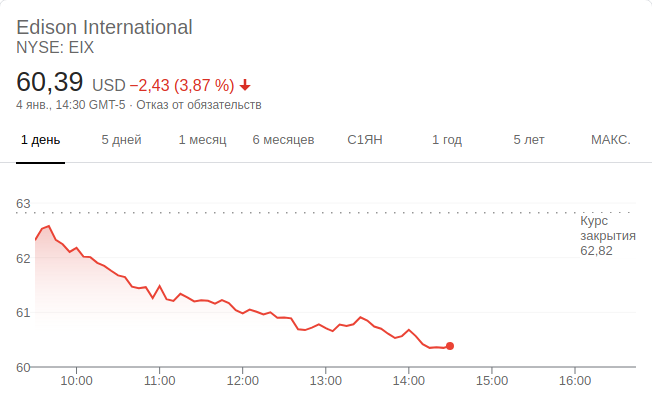 Edison International
NYSE: EIX
60,39 USD −2,43 (3,87 %)
4 янв., 14:30 GMT-5 · Отказ от обязательств
1 день 5 дней 1 месяц 6 месяцев С1ЯН 1 год 5 лет МАКС.
63
Курс
закрытия
62,82
62
61
60
10:00 11:00 12:00 13:00 14:00 15:00 16:00